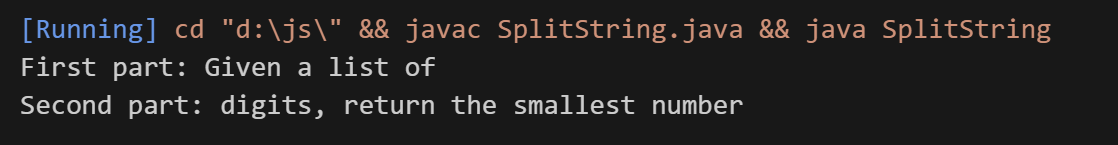 [Running] cd "d:\js\" && javac SplitString.java && java SplitString
First part: Given a list of
Second part: digits, return the smallest number